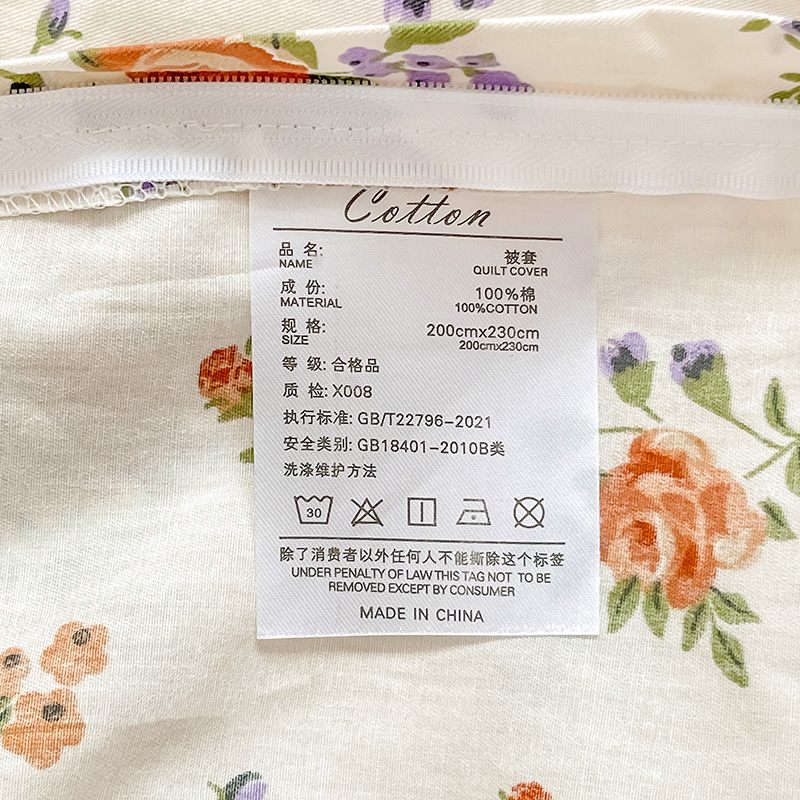 Cotton
品 名: 被套
NAME QUILT COVER
成 份: 100%棉
MATERIAL 100%COTTON
规 格: 200cmx230cm
SIZE 200cmx230cm
等 级: 合格品
质 检: X008
执行标准: GB/T22796-2021
安全类别: GB18401-2010B类
洗涤维护方法
30
除了消费者以外任何人不能撕除这个标签
UNDER PENALTY OF LAW THIS TAG NOT TO BE
REMOVED EXCEPT BY CONSUMER
MADE IN CHINA